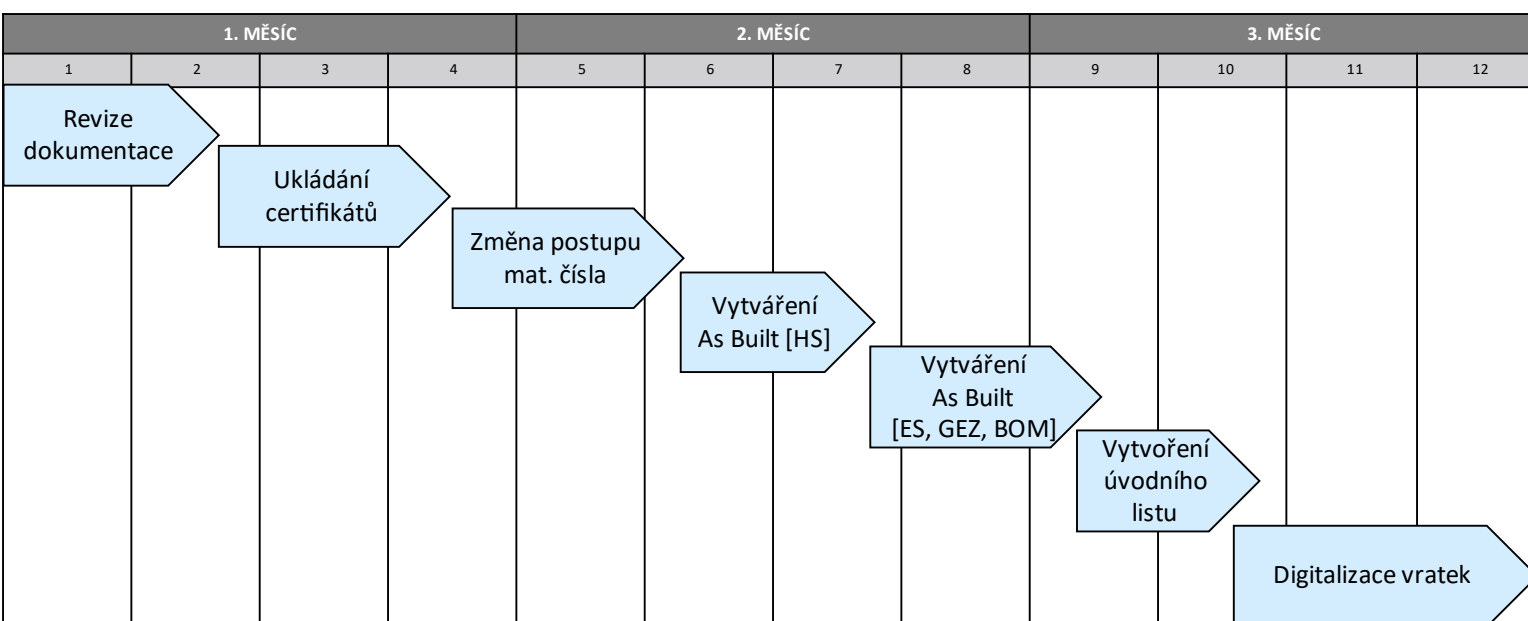 1. MĚSÍC 2. MĚSÍC 3. MĚSÍC
1 2 3 4 5 6 7 8 9 10 11 12
Revize
dokumentace
Ukládání
certifikátů
Změna postupu
mat. čísla
Vytváření
As Built [HS]
Vytváření
As Built
[ES, GEZ, BOM]
Vytvoření
úvodního
listu
Digitalizace vratek